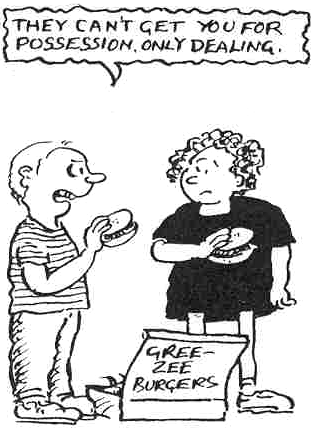 THEY CAN'T GET YOU FOR
POSSESSION. ONLY DEALING.
GREE-
ZEE
BURGERS